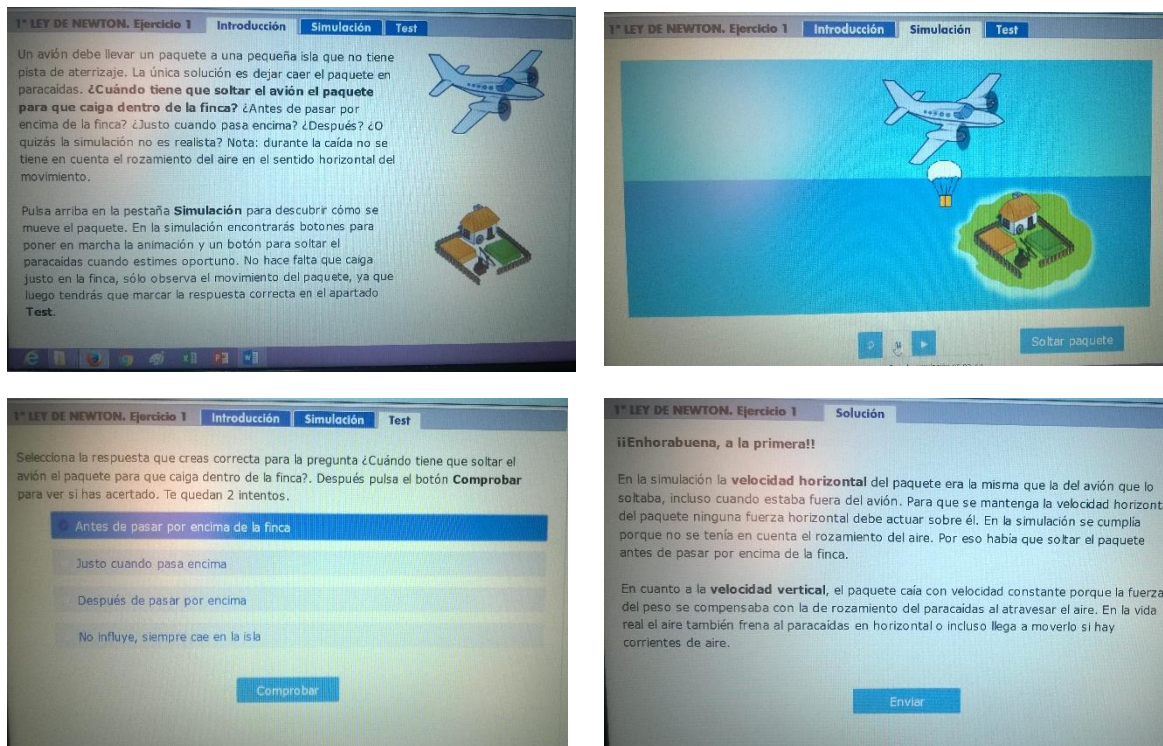 1ª LEY DE NEWTON. Ejercicio 1 Introducción Simulación Test
Un avión debe llevar un paquete a una pequeña isla que no tiene
pista de aterrizaje. La única solución es dejar caer el paquete en
paracaídas. ¿Cuándo tiene que soltar el avión el paquete
para que caiga dentro de la finca? ¿Antes de pasar por
encima de la finca? ¿Justo cuando pasa encima? ¿Después? ¿O
quizás la simulación no es realista? Nota: durante la caída no se
tiene en cuenta el rozamiento del aire en el sentido horizontal del
movimiento.
Pulsa arriba en la pestaña Simulación para descubrir cómo se
mueve el paquete. En la simulación encontrarás botones para
poner en marcha la animación y un botón para soltar el
paracaídas cuando estimes oportuno. No hace falta que caiga
justo en la finca, sólo observa el movimiento del paquete, ya que
luego tendrás que marcar la respuesta correcta en el apartado
Test.
1ª LEY DE NEWTON. Ejercicio 1 Introducción Simulación Test
Soltar paquete
1ª LEY DE NEWTON. Ejercicio 1 Introducción Simulación Test
Selecciona la respuesta que creas correcta para la pregunta ¿Cuándo tiene que soltar el
avión el paquete para que caiga dentro de la finca?. Después pulsa el botón Comprobar
para ver si has acertado. Te quedan 2 intentos.
Antes de pasar por encima de la finca
Justo cuando pasa encima
Después de pasar por encima
No influye, siempre cae en la isla
Comprobar
1ª LEY DE NEWTON. Ejercicio 1 Solución
¡¡Enhorabuena, a la primera!!
En la simulación la velocidad horizontal del paquete era la misma que la del avión que lo
soltaba, incluso cuando estaba fuera del avión. Para que se mantenga la velocidad horizont
del paquete ninguna fuerza horizontal debe actuar sobre él. En la simulación se cumplía
porque no se tenía en cuenta el rozamiento del aire. Por eso había que soltar el paquete
antes de pasar por encima de la finca.
En cuanto a la velocidad vertical, el paquete caía con velocidad constante porque la fuerza
del peso se compensaba con la de rozamiento del paracaídas al atravesar el aire. En la vida
real el aire también frena al paracaídas en horizontal o incluso llega a moverlo si hay
corrientes de aire.
Enviar